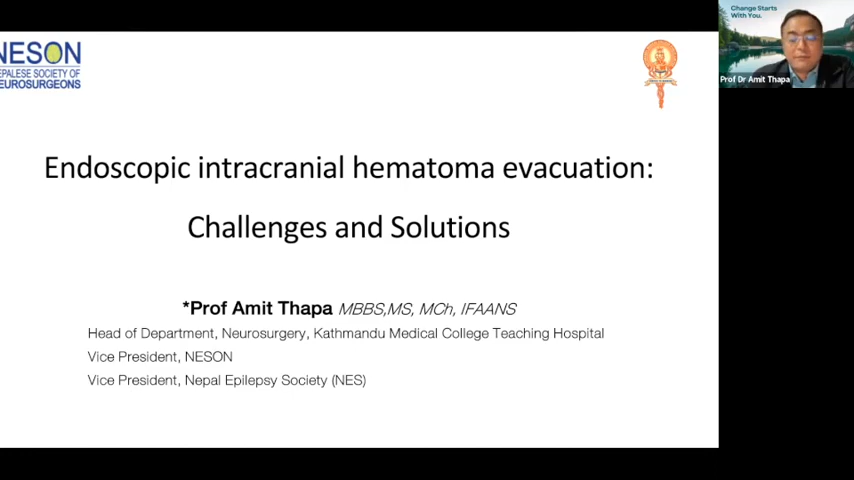 NESON
NEPALESE SOCIETY OF
NEUROSURGEONS
Change Starts
With You.
Prof Dr Amit Thapa
Endoscopic intracranial hematoma evacuation:
Challenges and Solutions
*Prof Amit Thapa MBBS,MS, MCh, IFAANS
Head of Department, Neurosurgery, Kathmandu Medical College Teaching Hospital
Vice President, NESON
Vice President, Nepal Epilepsy Society (NES)